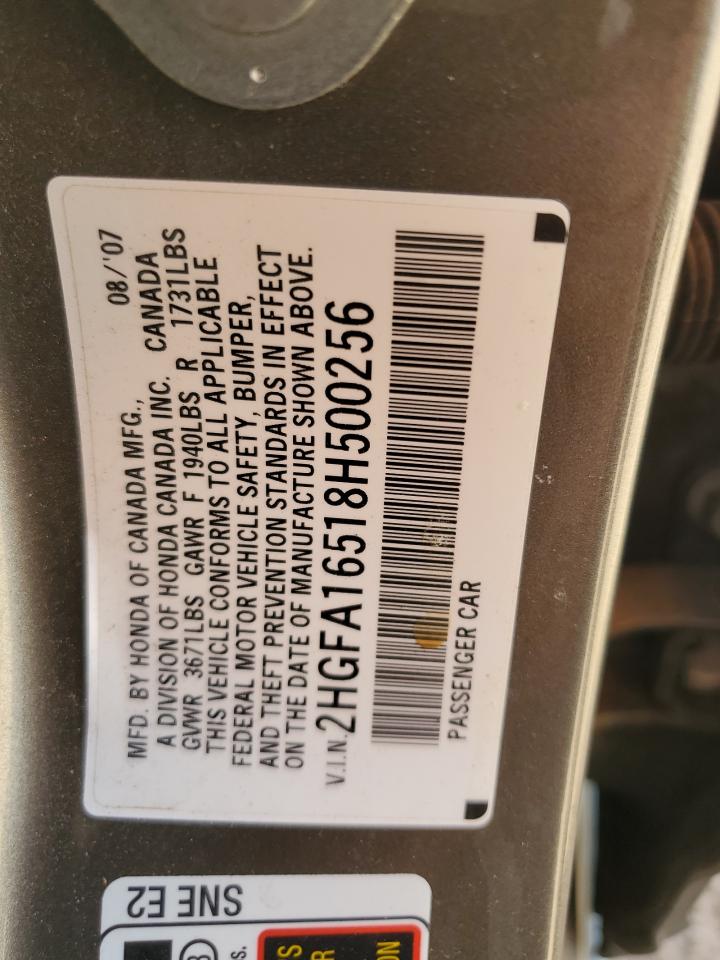 MFD. BY HONDA OF CANADA MFG., 08/'07
A DIVISION OF HONDA CANADA INC. CANADA
GVWR 3671LBS GAWR F 1940LBS R 1731LBS
THIS VEHICLE CONFORMS TO ALL APPLICABLE
FEDERAL MOTOR VEHICLE SAFETY, BUMPER,
AND THEFT PREVENTION STANDARDS IN EFFECT
ON THE DATE OF MANUFACTURE SHOWN ABOVE.
V.I.N. 2HGFA16518H500256
PASSENGER CAR
SNE E2